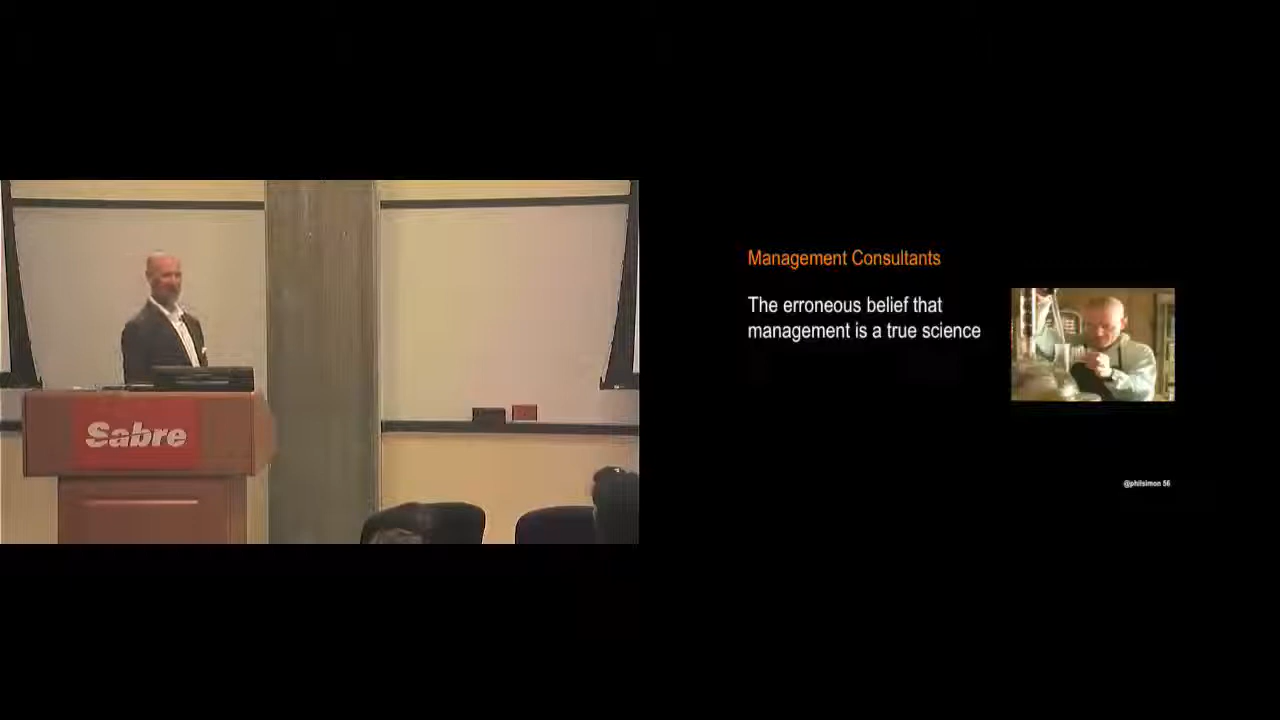 Sabre
Management Consultants
The erroneous belief that
management is a true science
@philsimon 56